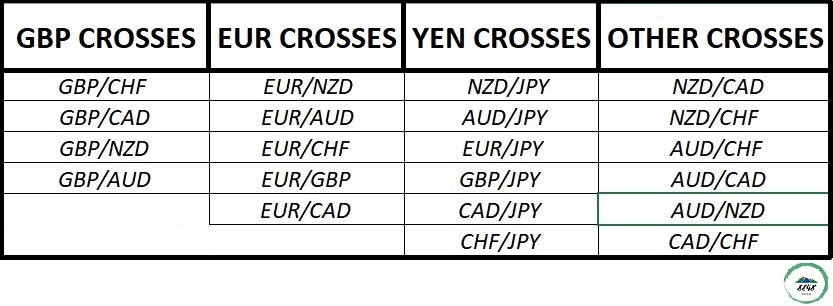 GBP CROSSES EUR CROSSES YEN CROSSES OTHER CROSSES
GBP/CHF EUR/NZD NZD/JPY NZD/CAD
GBP/CAD EUR/AUD AUD/JPY NZD/CHF
GBP/NZD EUR/CHF EUR/JPY AUD/CHF
GBP/AUD EUR/GBP GBP/JPY AUD/CAD
EUR/CAD CAD/JPY AUD/NZD
CHF/JPY CAD/CHF
8848